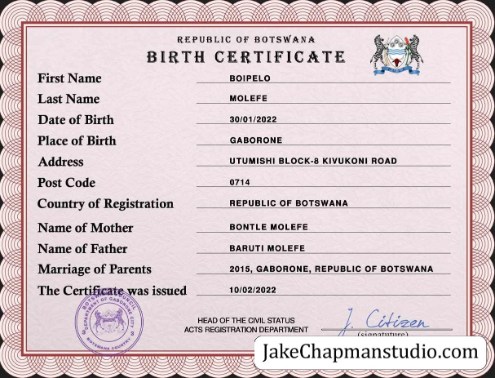 REPUBLIC OF BOTSWANA
BIRTH CERTIFICATE
First Name BOIPELO
Last Name MOLEFE
Date of Birth 30/01/2022
Place of Birth GABORONE
Address UTUMISHI BLOCK-8 KIVUKONI ROAD
Post Code 0714
Country of Registration REPUBLIC OF BOTSWANA
Name of Mother BONTLE MOLEFE
Name of Father BARUTI MOLEFE
Marriage of Parents 2015, GABORONE, REPUBLIC OF BOTSWANA
The Certificate was issued 10/02/2022
HEAD OF THE CIVIL STATUS
ACTS REGISTRATION DEPARTMENT
J. Citizen
JakeChapmanstudio.com